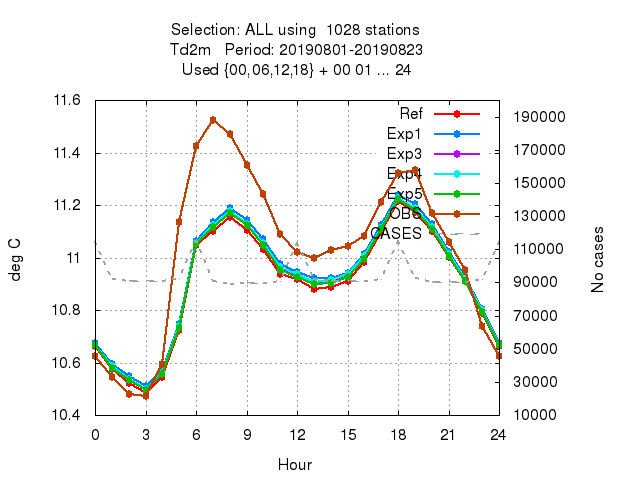 Selection: ALL using  1028 stations
Td2m   Period: 20190801-20190823
Used {00,06,12,18} + 00 01 ... 24
11.6
11.4
11.2
11
10.8
10.6
10.4
deg C
190000
170000
150000
130000
110000
90000
70000
50000
30000
10000
No cases
Ref
Exp1
Exp3
Exp4
Exp5
OBS
CASES
0 3 6 9 12 15 18 21 24
Hour